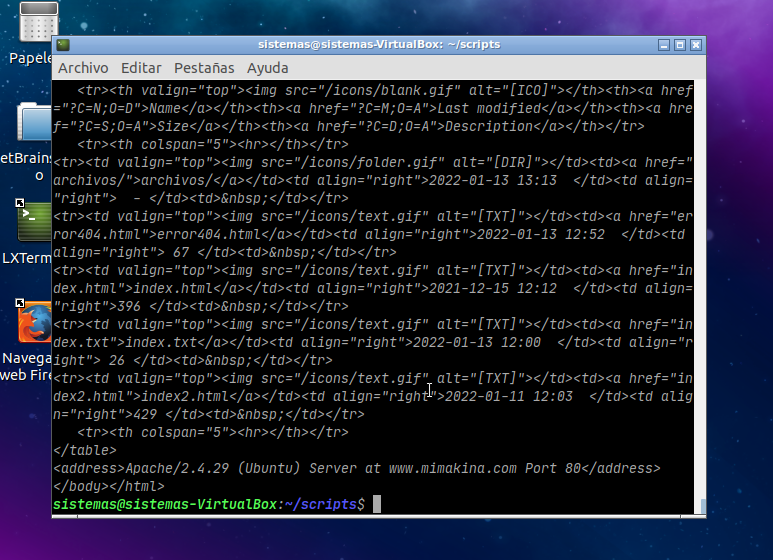 Papele
etBrains
o
LXTerm
Navega
web Fire
sistemas@sistemas-VirtualBox: ~/scripts
Archivo Editar Pestañas Ayuda
<tr><th valign="top"><img src="/icons/blank.gif" alt="[ICO]"></th><th><a href
="?C=N;O=D">Name</a></th><th><a href="?C=M;O=A">Last modified</a></th><th><a hre
f="?C=S;O=A">Size</a></th><th><a href="?C=D;O=A">Description</a></th></tr>
<tr><th colspan="5"><hr></th></tr>
<tr><td valign="top"><img src="/icons/folder.gif" alt="[DIR]"></td><td><a href="
archivos/">archivos/</a></td><td align="right">2022-01-13 13:13  </td><td align=
"right">  - </td><td>&nbsp;</td></tr>
<tr><td valign="top"><img src="/icons/text.gif" alt="[TXT]"></td><td><a href="er
ror404.html">error404.html</a></td><td align="right">2022-01-13 12:52  </td><td
align="right"> 67 </td><td>&nbsp;</td></tr>
<tr><td valign="top"><img src="/icons/text.gif" alt="[TXT]"></td><td><a href="in
dex.html">index.html</a></td><td align="right">2021-12-15 12:12  </td><td align=
"right">396 </td><td>&nbsp;</td></tr>
<tr><td valign="top"><img src="/icons/text.gif" alt="[TXT]"></td><td><a href="in
dex.txt">index.txt</a></td><td align="right">2022-01-13 12:00  </td><td align="r
ight"> 26 </td><td>&nbsp;</td></tr>
<tr><td valign="top"><img src="/icons/text.gif" alt="[TXT]"></td><td><a href="in
dex2.html">index2.html</a></td><td align="right">2022-01-11 12:03  </td><td alig
n="right">429 </td><td>&nbsp;</td></tr>
<tr><th colspan="5"><hr></th></tr>
</table>
<address>Apache/2.4.29 (Ubuntu) Server at www.mimakina.com Port 80</address>
</body></html>
sistemas@sistemas-VirtualBox:~/scripts$